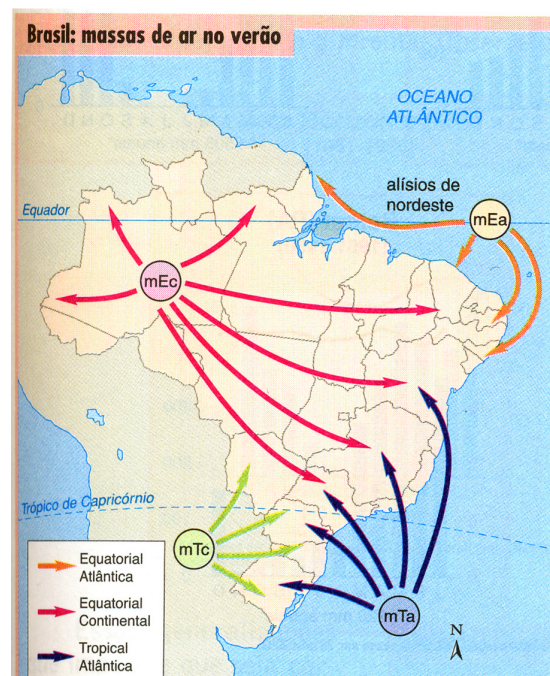 Brasil: massas de ar no verão
OCEANO
ATLÂNTICO
alísios de
nordeste
Equador
mEa
mEc
Trópico de Capricórnio
mTc
mTa
N
Equatorial
Atlântica
Equatorial
Continental
Tropical
Atlântica